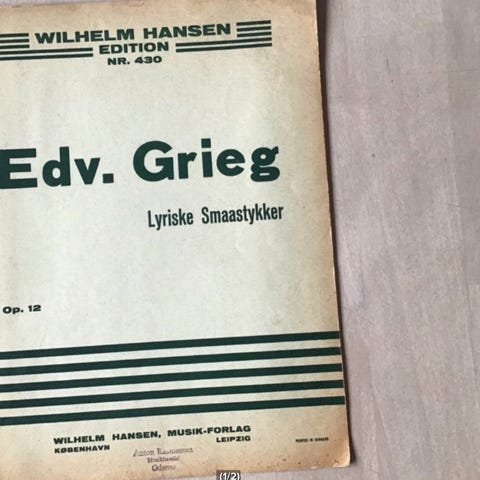 WILHELM HANSEN
EDITION
NR. 430
Edv. Grieg
Lyriske Smaastykker
Op. 12
WILHELM HANSEN, MUSIK-FORLAG
KØBENHAVN LEIPZIG
PRINTED IN DENMARK
Anton Rasmussen
Musikhandel
Odense
(1/2)